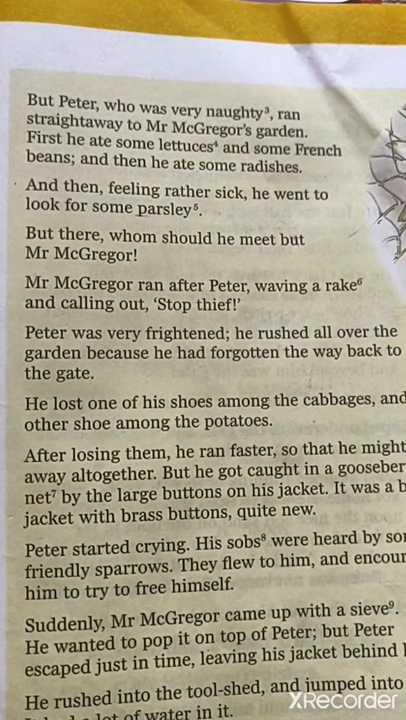 But Peter, who was very naughty³, ran
straightaway to Mr McGregor's garden.
First he ate some lettuces⁴ and some French
beans; and then he ate some radishes.
And then, feeling rather sick, he went to
look for some parsley⁵.
But there, whom should he meet but
Mr McGregor!
Mr McGregor ran after Peter, waving a rake⁶
and calling out, 'Stop thief!'
Peter was very frightened; he rushed all over the
garden because he had forgotten the way back to
the gate.
He lost one of his shoes among the cabbages, and
other shoe among the potatoes.
After losing them, he ran faster, so that he might
away altogether. But he got caught in a gooseber
net⁷ by the large buttons on his jacket. It was a b
jacket with brass buttons, quite new.
Peter started crying. His sobs⁸ were heard by so
friendly sparrows. They flew to him, and encour
him to try to free himself.
Suddenly, Mr McGregor came up with a sieve⁹.
He wanted to pop it on top of Peter; but Peter
escaped just in time, leaving his jacket behind
He rushed into the tool-shed, and jumped into
lot of water in it.
XRecorder